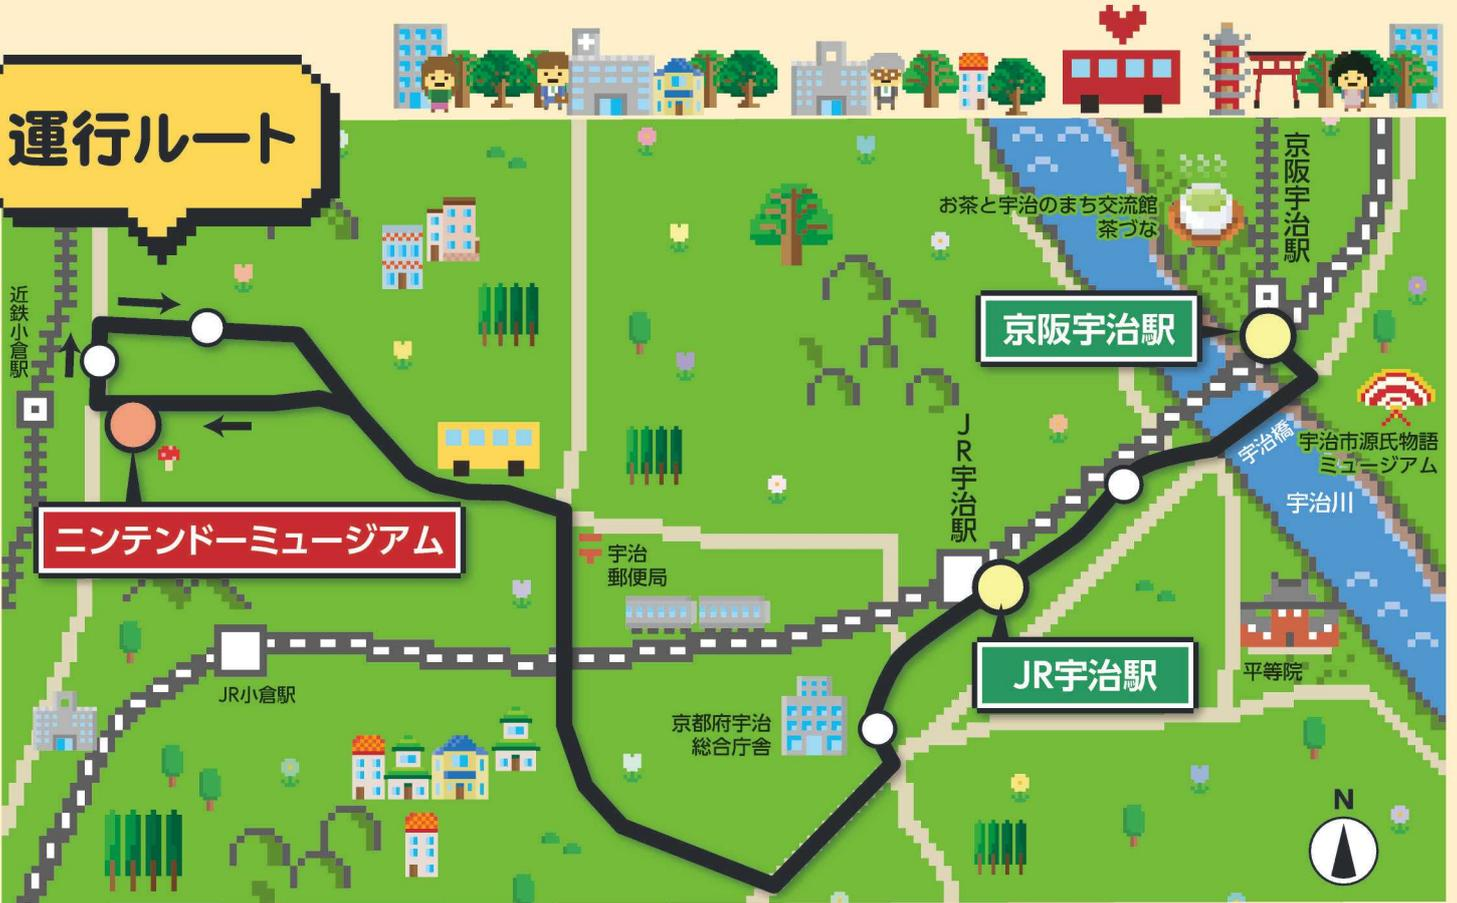 運行ルート
京阪宇治駅
お茶と宇治のまち交流館
茶づな
近鉄小倉駅
京阪宇治駅
JR宇治駅
宇治橋
宇治市源氏物語
ミュージアム
宇治川
ニンテンドーミュージアム
宇治
郵便局
JR宇治駅
平等院
JR小倉駅
京都府宇治
総合庁舎
N